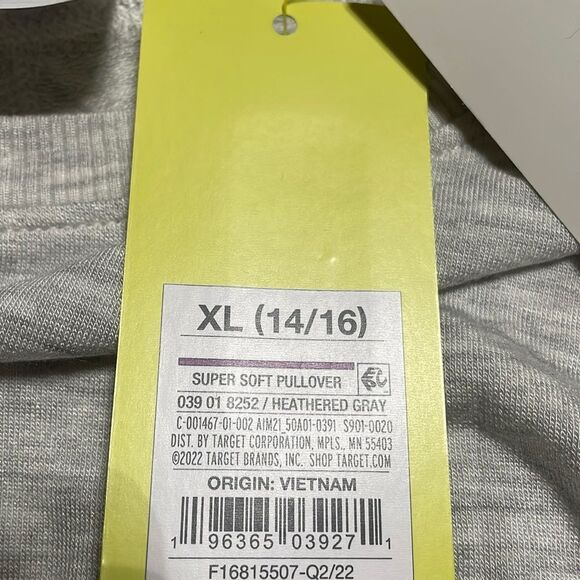 XL (14/16)
SUPER SOFT PULLOVER
039 01 8252 / HEATHERED GRAY
C-001467-01-002 AIM21 50A01-0391 S901-0020
DIST. BY TARGET CORPORATION, MPLS., MN 55403
©2022 TARGET BRANDS, INC. SHOP TARGET.COM
ORIGIN: VIETNAM
1 96365 03927 1
F16815507-Q2/22